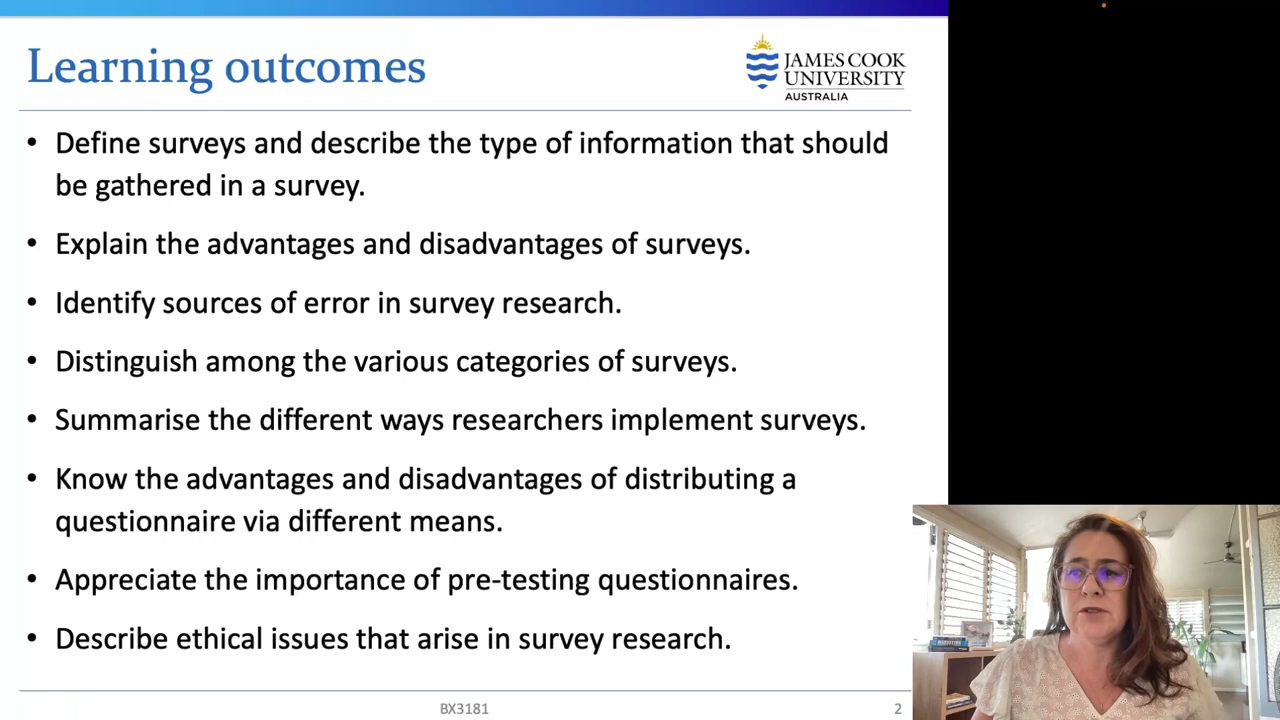 Learning outcomes
JAMES COOK
UNIVERSITY
AUSTRALIA
• Define surveys and describe the type of information that should
be gathered in a survey.
• Explain the advantages and disadvantages of surveys.
• Identify sources of error in survey research.
• Distinguish among the various categories of surveys.
• Summarise the different ways researchers implement surveys.
• Know the advantages and disadvantages of distributing a
questionnaire via different means.
• Appreciate the importance of pre-testing questionnaires.
• Describe ethical issues that arise in survey research.
BX3181
2